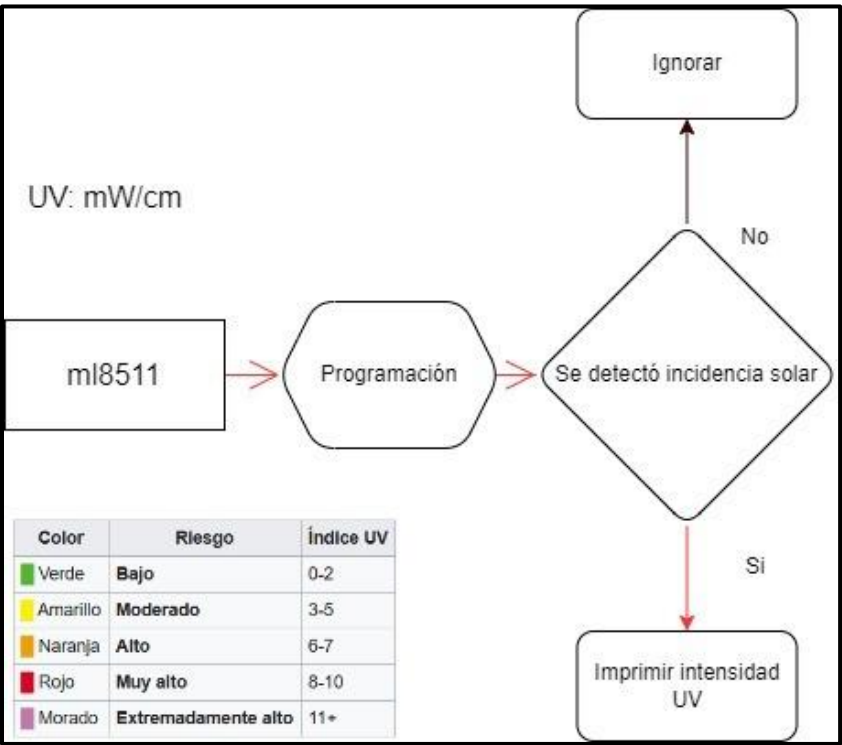 Ignorar
UV: mW/cm
No
ml8511
Programación
Se detectó incidencia solar
Color Riesgo Índice UV
Verde Bajo 0-2
Amarillo Moderado 3-5
Naranja Alto 6-7
Rojo Muy alto 8-10
Morado Extremadamente alto 11+
Si
Imprimir intensidad
UV